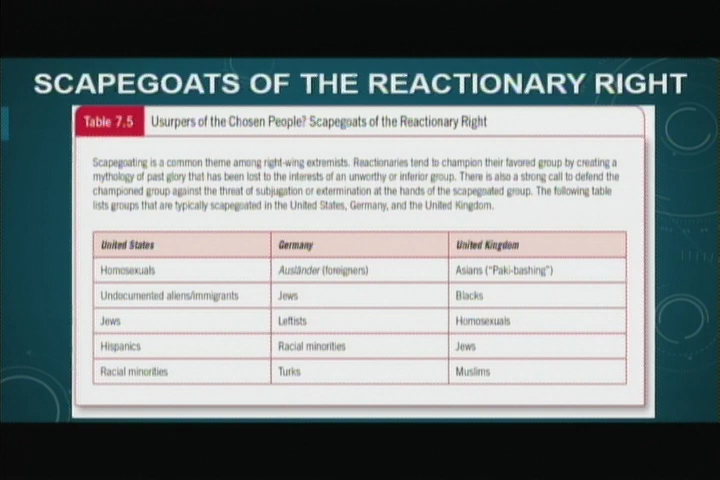 SCAPEGOATS OF THE REACTIONARY RIGHT
Table 7.5 Usurpers of the Chosen People? Scapegoats of the Reactionary Right
Scapegoating is a common theme among right-wing extremists. Reactionaries tend to champion their favored group by creating a
mythology of past glory that has been lost to the interests of an unworthy or inferior group. There is also a strong call to defend the
championed group against the threat of subjugation or extermination at the hands of the scapegoated group. The following table
lists groups that are typically scapegoated in the United States, Germany, and the United Kingdom.
United States Germany United Kingdom
Homosexuals Ausländer (foreigners) Asians ("Paki-bashing")
Undocumented aliens/immigrants Jews Blacks
Jews Leftists Homosexuals
Hispanics Racial minorities Jews
Racial minorities Turks Muslims